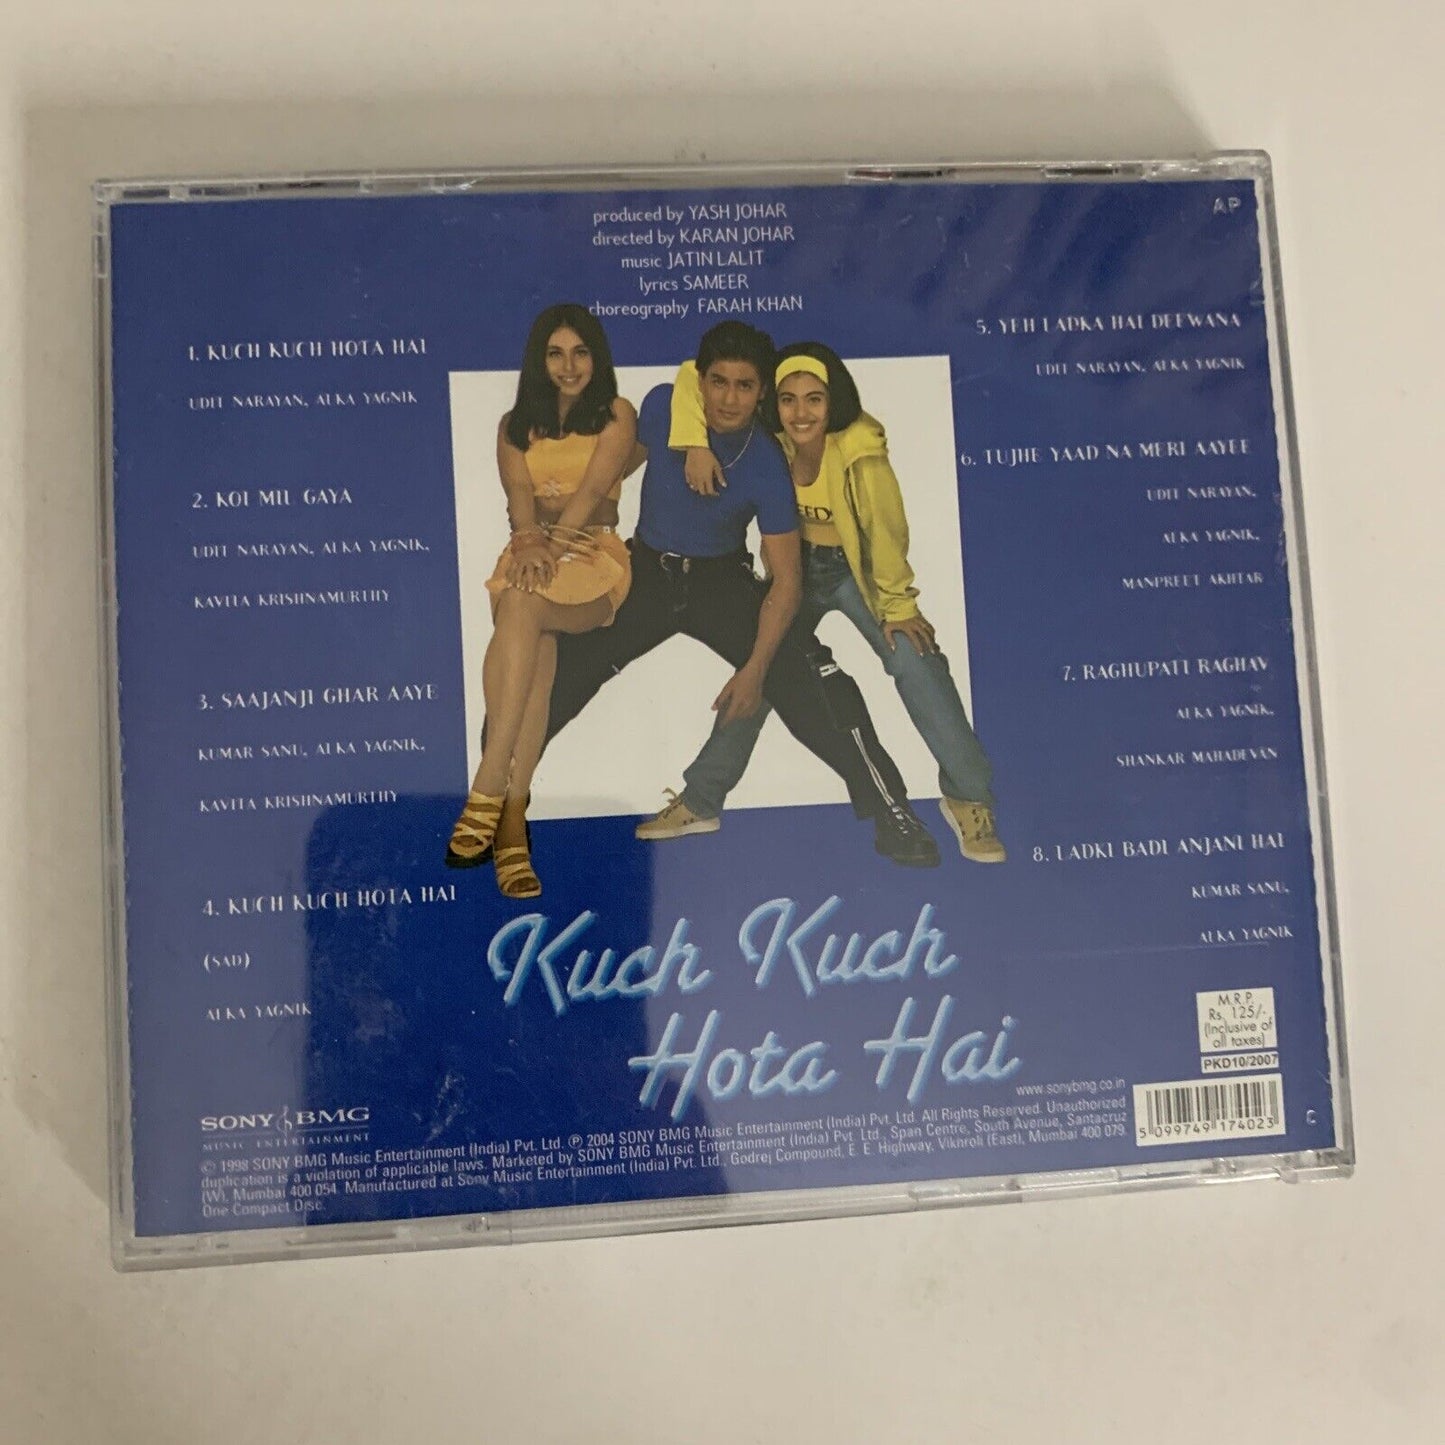 produced by YASH JOHAR
directed by KARAN JOHAR
music JATIN LALIT
lyrics SAMEER
choreography FARAH KHAN
AP
1. KUCH KUCH HOTA HAI
UDIT NARAYAN, ALKA YAGNIK
2. KOI MIL GAYA
UDIT NARAYAN, ALKA YAGNIK,
KAVITA KRISHNAMURTHY
3. SAAJANJI GHAR AAYE
KUMAR SANU, ALKA YAGNIK,
KAVITA KRISHNAMURTHY
4. KUCH KUCH HOTA HAI
(SAD)
ALKA YAGNIK
5. YEH LADKA HAI DEEWANA
UDIT NARAYAN, ALKA YAGNIK
6. TUJHE YAAD NA MERI AAYEE
UDIT NARAYAN,
ALKA YAGNIK,
MANPREET AKHTAR
7. RAGHUPATI RAGHAV
ALKA YAGNIK,
SHANKAR MAHADEVAN
8. LADKI BADI ANJANI HAI
KUMAR SANU,
ALKA YAGNIK
Kuch Kuch
Hota Hai
M.R.P.
Rs. 125/-
(Inclusive of
all taxes)
PKD10/2007
www.sonybmg.co.in
SONY BMG
MUSIC ENTERTAINMENT
© 1998 SONY BMG Music Entertainment (India) Pvt. Ltd. ℗ 2004 SONY BMG Music Entertainment (India) Pvt. Ltd. All Rights Reserved. Unauthorized
duplication is a violation of applicable laws. Marketed by SONY BMG Music Entertainment (India) Pvt. Ltd., Span Centre, South Avenue, Santacruz
(W), Mumbai 400 054. Manufactured at Sony Music Entertainment (India) Pvt. Ltd., Godrej Compound, E. E. Highway, Vikhroli (East), Mumbai 400 079.
One Compact Disc.
5 099749 174023
C